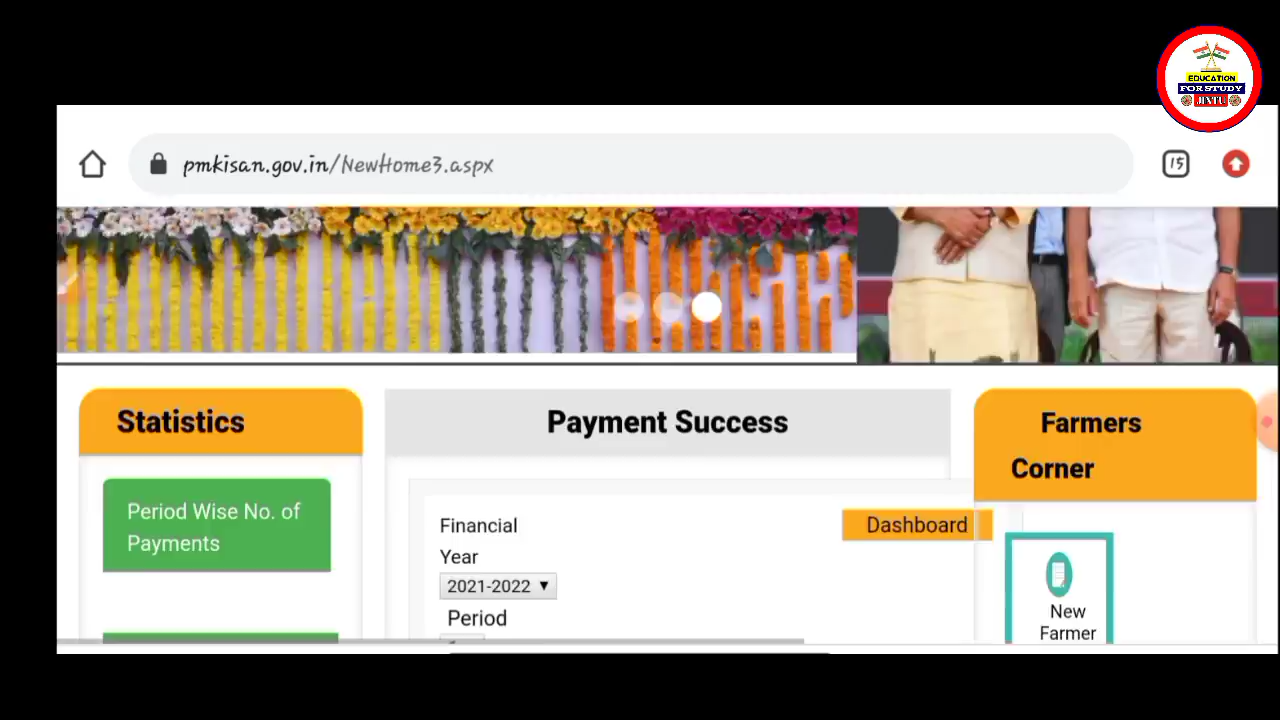 EDUCATION
FOR STUDY
JINTU
pmkisan.gov.in/NewHome3.aspx
15
Statistics
Payment Success
Farmers
Corner
Period Wise No. of
Payments
Financial
Year
Dashboard
2021-2022 ▼
Period
New
Farmer